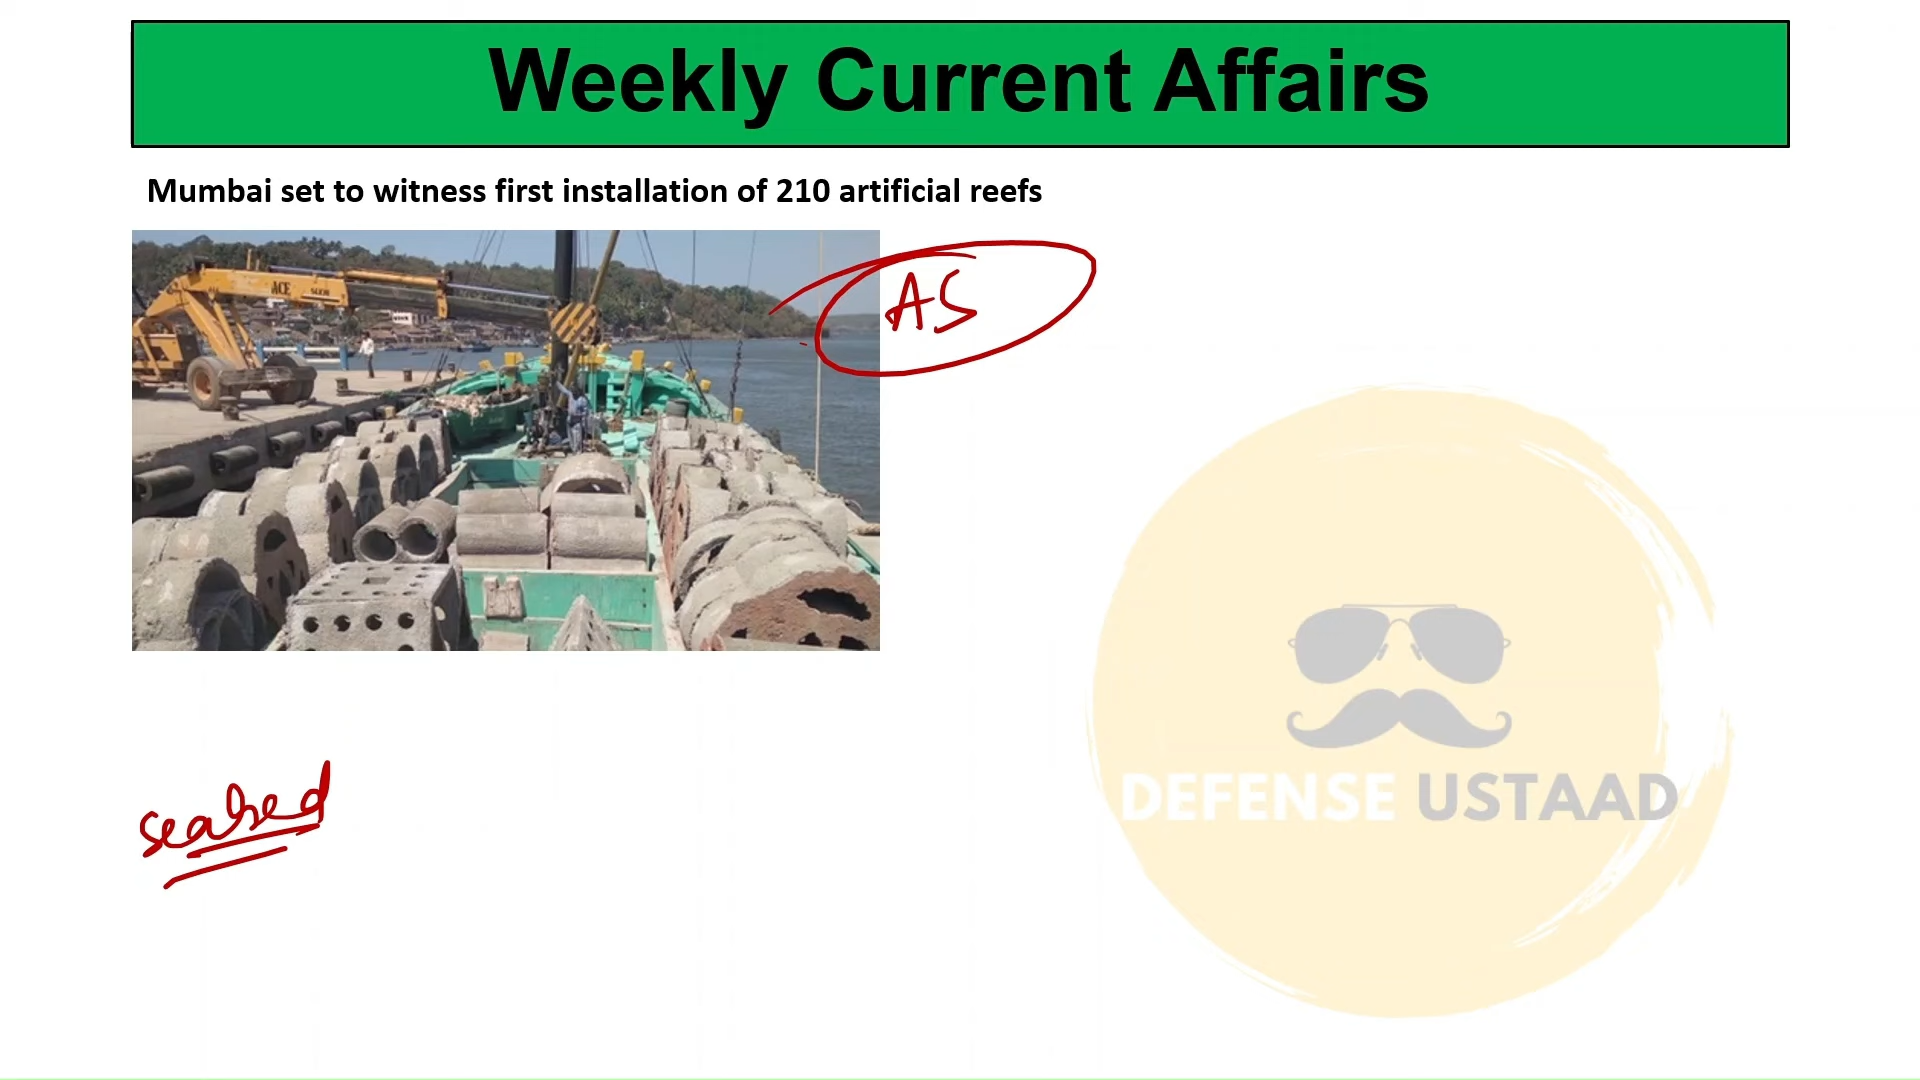 Weekly Current Affairs
Mumbai set to witness first installation of 210 artificial reefs
ACE
AS
DEFENSE USTAAD
seabed